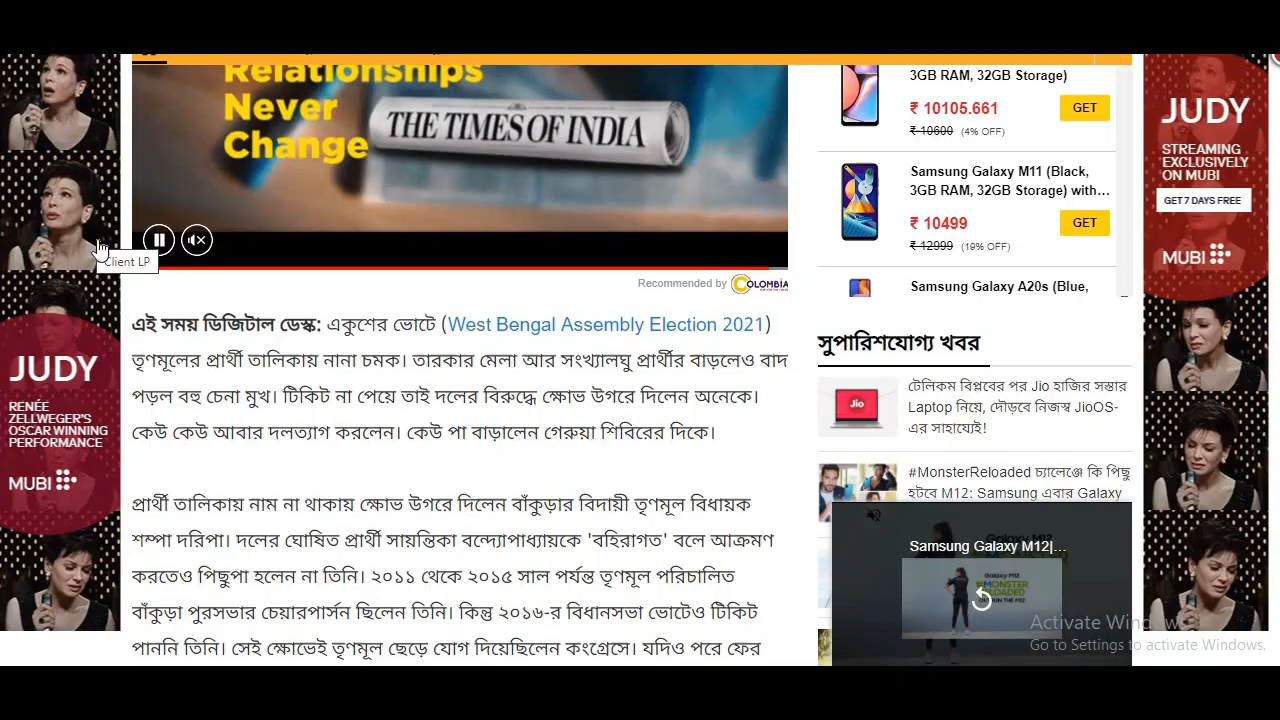 Relationships
Never
Change
THE TIMES OF INDIA
Client LP
Recommended by COLOMBIA
এই সময় ডিজিটাল ডেস্ক: একুশের ভোটে (West Bengal Assembly Election 2021)
তৃণমূলের প্রার্থী তালিকায় নানা চমক। তারকার মেলা আর সংখ্যালঘু প্রার্থীর বাড়লেও বাদ
পড়ল বহু চেনা মুখ। টিকিট না পেয়ে তাই দলের বিরুদ্ধে ক্ষোভ উগরে দিলেন অনেকে।
কেউ কেউ আবার দলত্যাগ করলেন। কেউ পা বাড়ালেন গেরুয়া শিবিরের দিকে।
প্রার্থী তালিকায় নাম না থাকায় ক্ষোভ উগরে দিলেন বাঁকুড়ার বিদায়ী তৃণমূল বিধায়ক
শম্পা দরিপা। দলের ঘোষিত প্রার্থী সায়ন্তিকা বন্দ্যোপাধ্যায়কে 'বহিরাগত' বলে আক্রমণ
করতেও পিছুপা হলেন না তিনি। ২০১১ থেকে ২০১৫ সাল পর্যন্ত তৃণমূল পরিচালিত
বাঁকুড়া পুরসভার চেয়ারপার্সন ছিলেন তিনি। কিন্তু ২০১৬-র বিধানসভা ভোটেও টিকিট
পাননি তিনি। সেই ক্ষোভেই তৃণমূল ছেড়ে যোগ দিয়েছিলেন কংগ্রেসে। যদিও পরে ফের
3GB RAM, 32GB Storage)
₹ 10105.661
GET
₹ 10600 (4% OFF)
Samsung Galaxy M11 (Black,
3GB RAM, 32GB Storage) with...
₹ 10499
GET
₹ 12999 (19% OFF)
Samsung Galaxy A20s (Blue,
সুপারিশযোগ্য খবর
Jio
টেলিকম বিপ্লবের পর Jio হাজির সস্তার
Laptop নিয়ে, দৌড়বে নিজস্ব JioOS-
এর সাহায্যেই!
#MonsterReloaded চ্যালেঞ্জে কি পিছু
হটবে M12: Samsung এবার Galaxy
Samsung Galaxy M12|...
Galaxy M12
#MONSTER
RELOADED
Activate Windows
Go to Settings to activate Windows.
JUDY
RENÉE
ZELLWEGER'S
OSCAR WINNING
PERFORMANCE
MUBI
JUDY
STREAMING
EXCLUSIVELY
ON MUBI
GET 7 DAYS FREE
MUBI